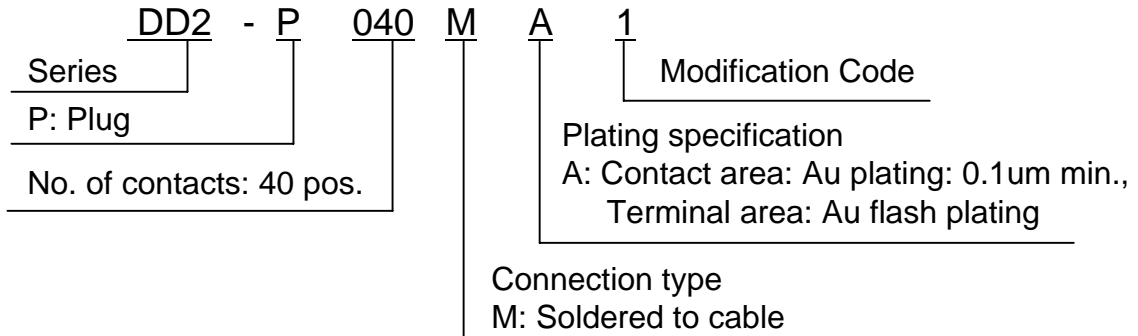 DD2 - P 040 M A 1
Series
Modification Code
P: Plug
Plating specification
No. of contacts: 40 pos.
A: Contact area: Au plating: 0.1um min.,
Terminal area: Au flash plating
Connection type
M: Soldered to cable